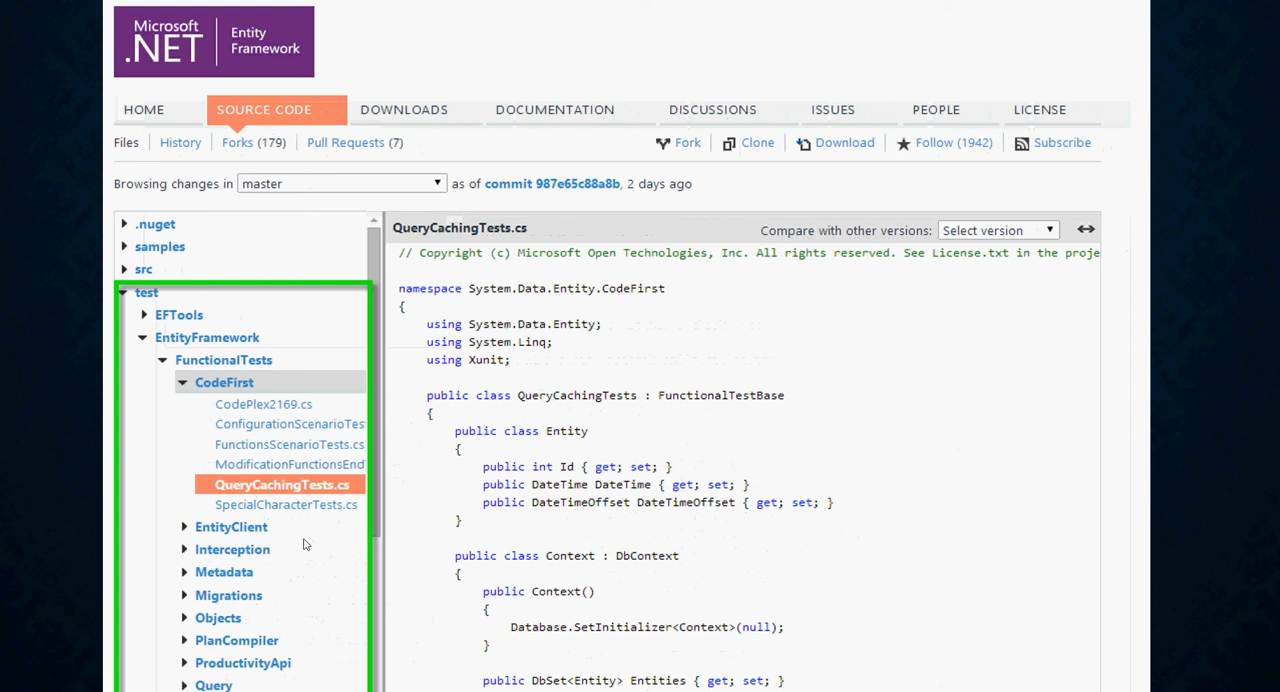 Microsoft
.NET
Entity
Framework
HOME SOURCE CODE DOWNLOADS DOCUMENTATION DISCUSSIONS ISSUES PEOPLE LICENSE
Files History Forks (179) Pull Requests (7) Fork Clone Download Follow (1942) Subscribe
Browsing changes in master as of commit 987e65c88a8b, 2 days ago
.nuget
samples
src
test
EFTools
EntityFramework
FunctionalTests
CodeFirst
CodePlex2169.cs
ConfigurationScenarioTes
FunctionsScenarioTests.cs
ModificationFunctionsEnd
QueryCachingTests.cs
SpecialCharacterTests.cs
EntityClient
Interception
Metadata
Migrations
Objects
PlanCompiler
ProductivityApi
Query
QueryCachingTests.cs Compare with other versions: Select version
// Copyright (c) Microsoft Open Technologies, Inc. All rights reserved. See License.txt in the proje
namespace System.Data.Entity.CodeFirst
{
using System.Data.Entity;
using System.Linq;
using Xunit;
public class QueryCachingTests : FunctionalTestBase
{
public class Entity
{
public int Id { get; set; }
public DateTime DateTime { get; set; }
public DateTimeOffset DateTimeOffset { get; set; }
}
public class Context : DbContext
{
public Context()
{
Database.SetInitializer<Context>(null);
}
public DbSet<Entity> Entities { get; set; }